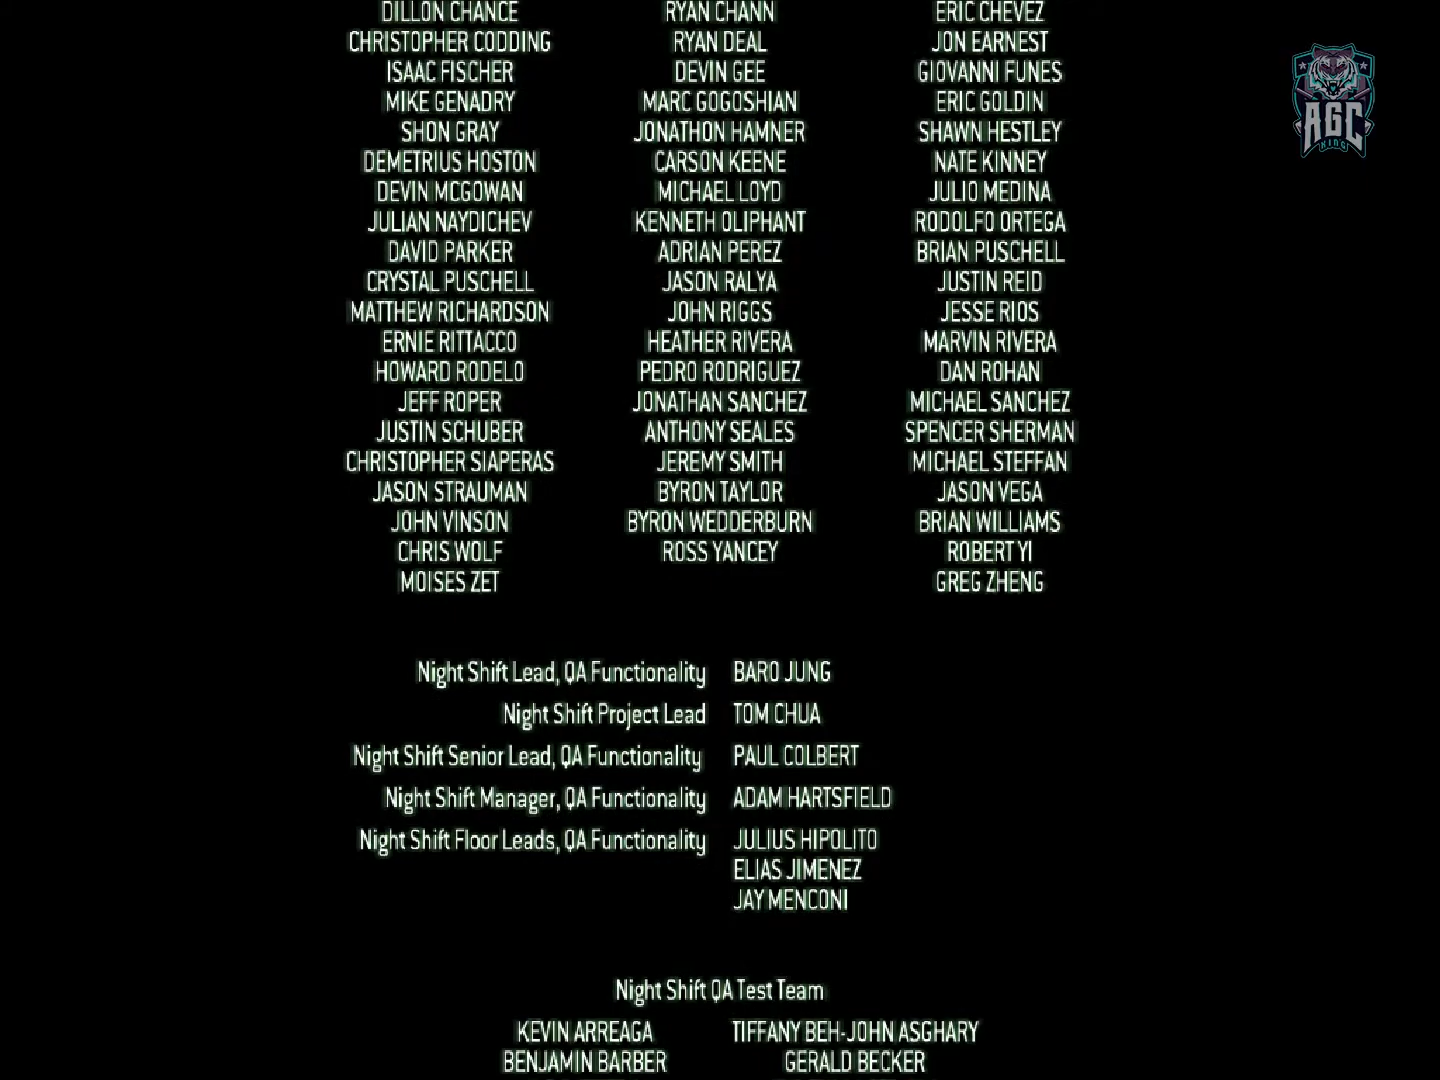 DILLON CHANCE RYAN CHANN ERIC CHEVEZ
CHRISTOPHER CODDING RYAN DEAL JON EARNEST
ISAAC FISCHER DEVIN GEE GIOVANNI FUNES
MIKE GENADRY MARC GOGOSHIAN ERIC GOLDIN
SHON GRAY JONATHON HAMNER SHAWN HESTLEY
DEMETRIUS HOSTON CARSON KEENE NATE KINNEY
DEVIN MCGOWAN MICHAEL LOYD JULIO MEDINA
JULIAN NAYDICHEV KENNETH OLIPHANT RODOLFO ORTEGA
DAVID PARKER ADRIAN PEREZ BRIAN PUSCHELL
CRYSTAL PUSCHELL JASON RALYA JUSTIN REID
MATTHEW RICHARDSON JOHN RIGGS JESSE RIOS
ERNIE RITTACCO HEATHER RIVERA MARVIN RIVERA
HOWARD RODELO PEDRO RODRIGUEZ DAN ROHAN
JEFF ROPER JONATHAN SANCHEZ MICHAEL SANCHEZ
JUSTIN SCHUBER ANTHONY SEALES SPENCER SHERMAN
CHRISTOPHER SIAPERAS JEREMY SMITH MICHAEL STEFFAN
JASON STRAUMAN BYRON TAYLOR JASON VEGA
JOHN VINSON BYRON WEDDERBURN BRIAN WILLIAMS
CHRIS WOLF ROSS YANCEY ROBERT YI
MOISES ZET GREG ZHENG
Night Shift Lead, QA Functionality BARO JUNG
Night Shift Project Lead TOM CHUA
Night Shift Senior Lead, QA Functionality PAUL COLBERT
Night Shift Manager, QA Functionality ADAM HARTSFIELD
Night Shift Floor Leads, QA Functionality JULIUS HIPOLITO
ELIAS JIMENEZ
JAY MENCONI
Night Shift QA Test Team
KEVIN ARREAGA TIFFANY BEH-JOHN ASGHARY
BENJAMIN BARBER GERALD BECKER
AGC
KING